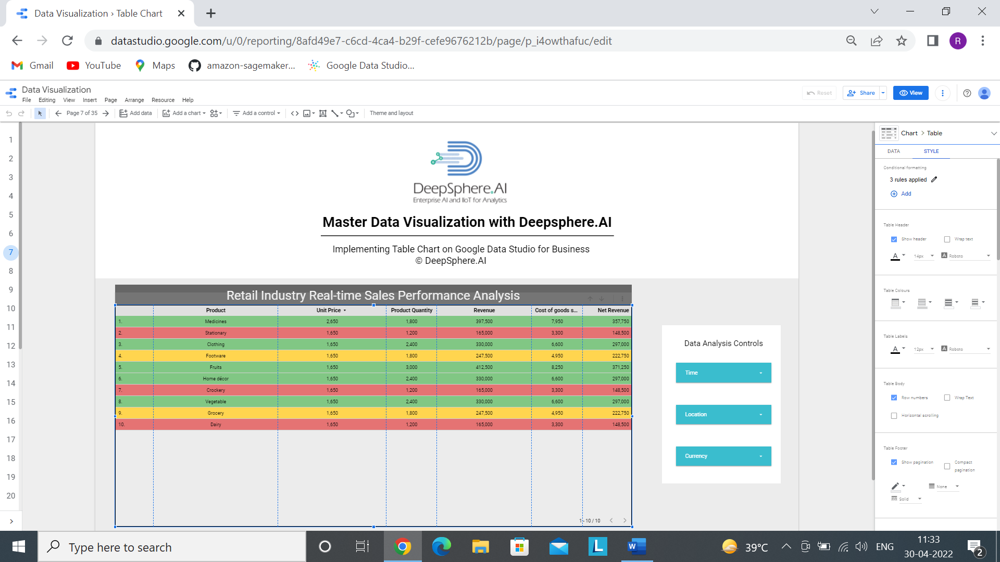 Data Visualization › Table Chart
datastudio.google.com/u/0/reporting/8afd49e7-c6cd-4ca4-b29f-cefe9676212b/page/p_i4owthafuc/edit
R
Gmail YouTube Maps amazon-sagemaker... Google Data Studio...
Data Visualization
File Editing View Insert Page Arrange Resource Help
Reset Share View
Page 7 of 35 Add data Add a chart Add a control Theme and layout
1
2
3
4
5
6
7
8
9
10
11
12
13
14
15
16
17
18
19
20
DeepSphere.AI
Enterprise AI and IIoT for Analytics
Master Data Visualization with Deepsphere.AI
Implementing Table Chart on Google Data Studio for Business
© DeepSphere.AI
Retail Industry Real-time Sales Performance Analysis
Product Unit Price Product Quantity Revenue Cost of goods s... Net Revenue
1. Medicines 2,650 1,800 397,500 7,950 357,750
2. Stationary 1,650 1,200 165,000 3,300 148,500
3. Clothing 1,650 2,400 330,000 6,600 297,000
4. Footware 1,650 1,800 247,500 4,950 222,750
5. Fruits 1,650 3,000 412,500 8,250 371,250
6. Home décor 1,650 2,400 330,000 6,600 297,000
7. Crockery 1,650 1,200 165,000 3,300 148,500
8. Vegetable 1,650 2,400 330,000 6,600 297,000
9. Grocery 1,650 1,800 247,500 4,950 222,750
10. Dairy 1,650 1,200 165,000 3,300 148,500
1 - 10 / 10
Data Analysis Controls
Time
Location
Currency
Chart > Table
DATA STYLE
Conditional formatting
3 rules applied
Add
Table Header
Show header Wrap text
A 14px A Roboto
Table Colours
Table Labels
A 12px A Roboto
Table Body
Row numbers Wrap Text
Horizontal scrolling
Table Footer
Show pagination Compact
pagination
None
Solid
Type here to search
L W 39°C ENG
11:33
30-04-2022
2